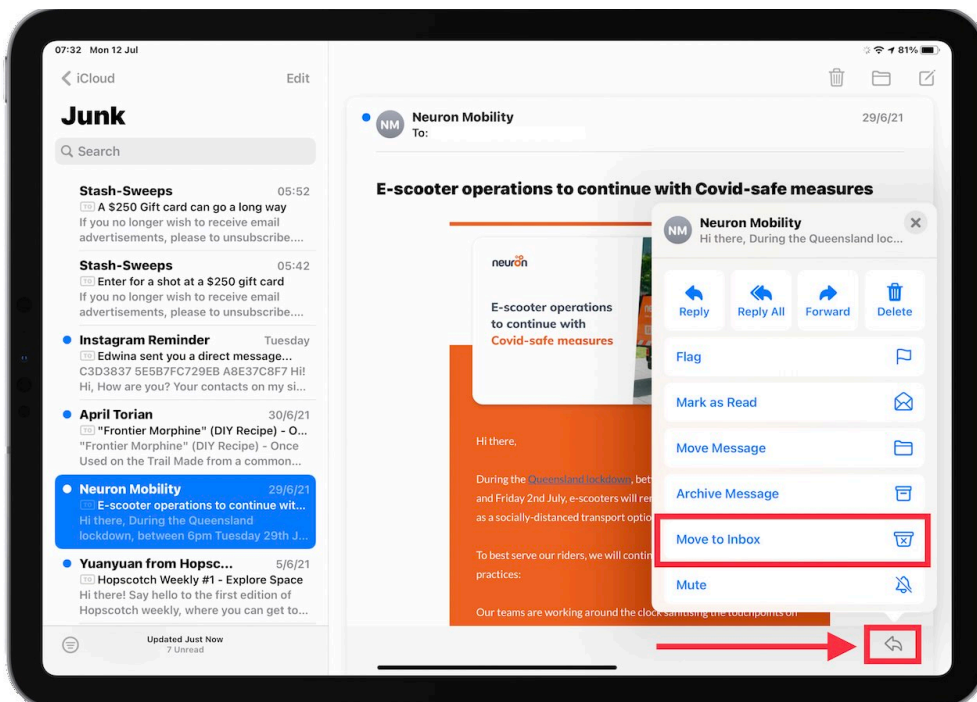 07:32 Mon 12 Jul
81%
iCloud
Edit
Junk
Search
Stash-Sweeps 05:52
TO A $250 Gift card can go a long way
If you no longer wish to receive email
advertisements, please to unsubscribe....
Stash-Sweeps 05:42
TO Enter for a shot at a $250 gift card
If you no longer wish to receive email
advertisements, please to unsubscribe....
Instagram Reminder Tuesday
TO Edwina sent you a direct message...
C3D3837 5E5B7FC729EB A8E37C8F7 Hi!
Hi, How are you? Your contacts on my si...
April Torian 30/6/21
TO "Frontier Morphine" (DIY Recipe) - O...
"Frontier Morphine" (DIY Recipe) - Once
Used on the Trail Made from a common...
Neuron Mobility 29/6/21
TO E-scooter operations to continue wit...
Hi there, During the Queensland
lockdown, between 6pm Tuesday 29th J...
Yuanyuan from Hopsc... 5/6/21
TO Hopscotch Weekly #1 - Explore Space
Hi there! Say hello to the first edition of
Hopscotch weekly, where you can get to...
Updated Just Now
7 Unread
NM Neuron Mobility 29/6/21
To:
E-scooter operations to continue with Covid-safe measures
neuron
E-scooter operations
to continue with
Covid-safe measures
Hi there,
During the Queensland lockdown, bet
and Friday 2nd July, e-scooters will
as a socially-distanced transport optio
To best serve our riders, we will contin
practices:
Our teams are working around the clock sanitising the touchpoints on
NM Neuron Mobility
Hi there, During the Queensland loc...
Reply
Reply All
Forward
Delete
Flag
Mark as Read
Move Message
Archive Message
Move to Inbox
Mute